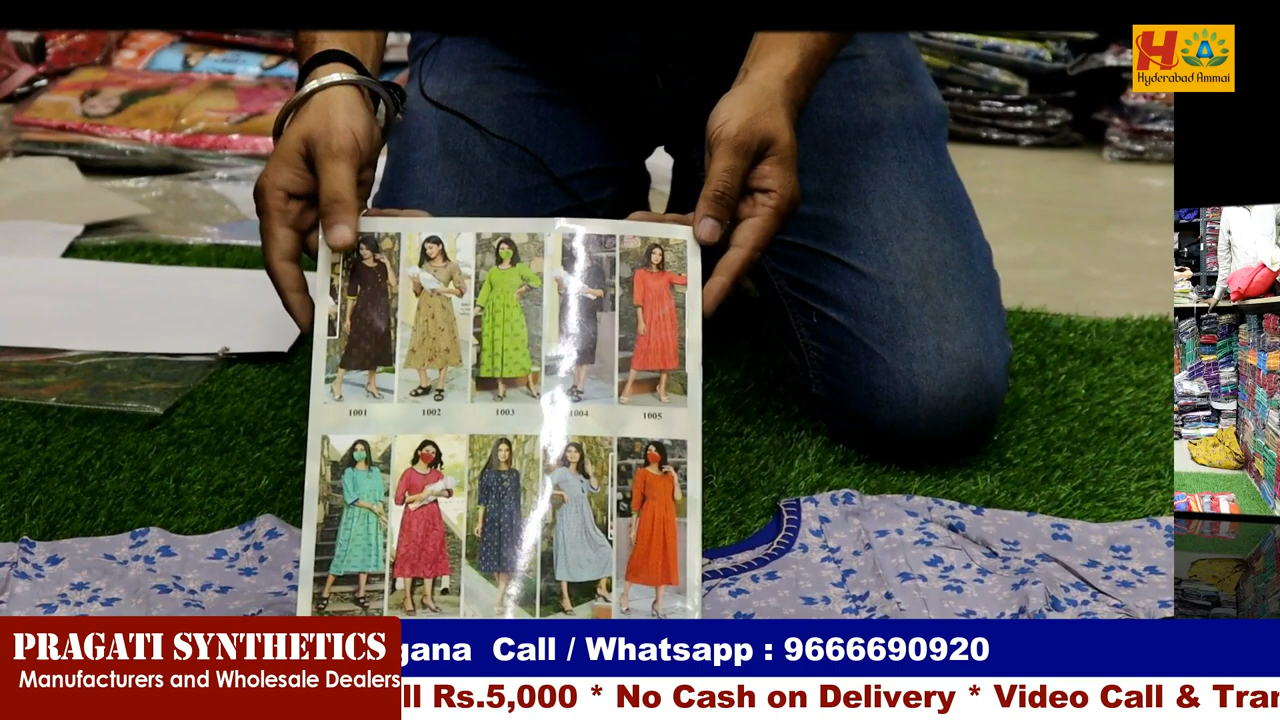 H A
Hyderabad Ammai
1001 1002 1003 1004 1005
PRAGATI SYNTHETICS
Manufacturers and Wholesale Dealers
gana Call / Whatsapp : 9666690920
ll Rs.5,000 * No Cash on Delivery * Video Call & Tran